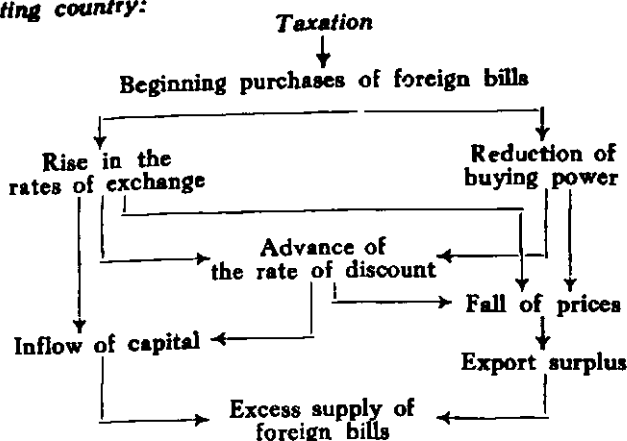 ting country:
Taxation
Beginning purchases of foreign bills
Rise in the
rates of exchange
Reduction of
buying power
Advance of
the rate of discount
Fall of prices
Inflow of capital
Export surplus
Excess supply of
foreign bills